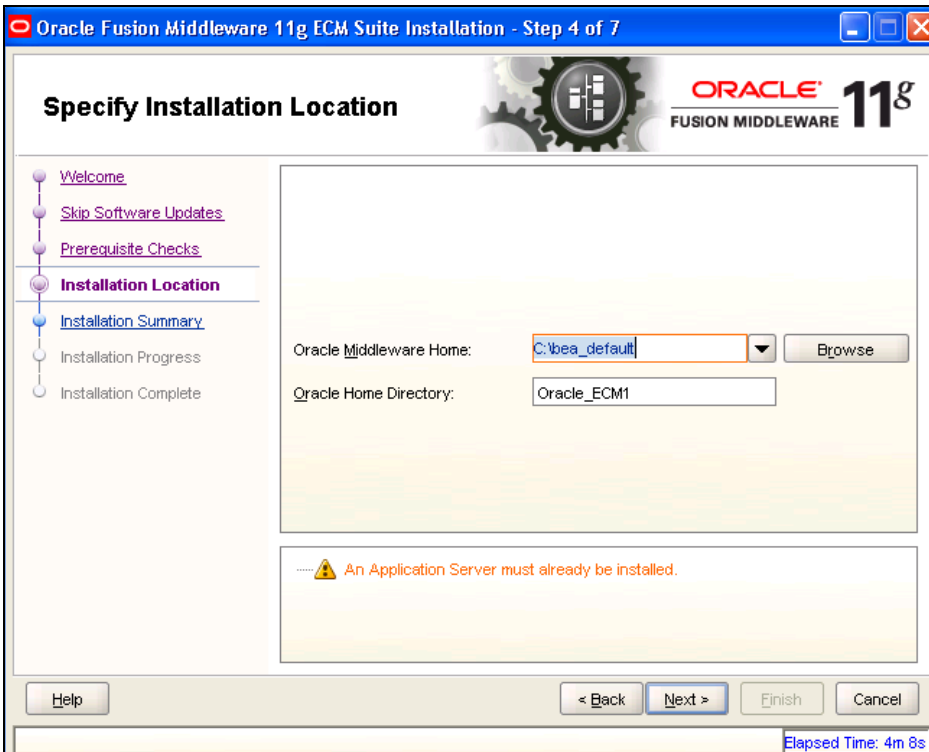 Oracle Fusion Middleware 11g ECM Suite Installation - Step 4 of 7
Specify Installation Location
ORACLE
FUSION MIDDLEWARE
11g
Welcome
Skip Software Updates
Prerequisite Checks
Installation Location
Installation Summary
Installation Progress
Installation Complete
Oracle Middleware Home: C:\bea_default Browse
Oracle Home Directory: Oracle_ECM1
An Application Server must already be installed.
Help < Back Next > Finish Cancel
Elapsed Time: 4m 8s